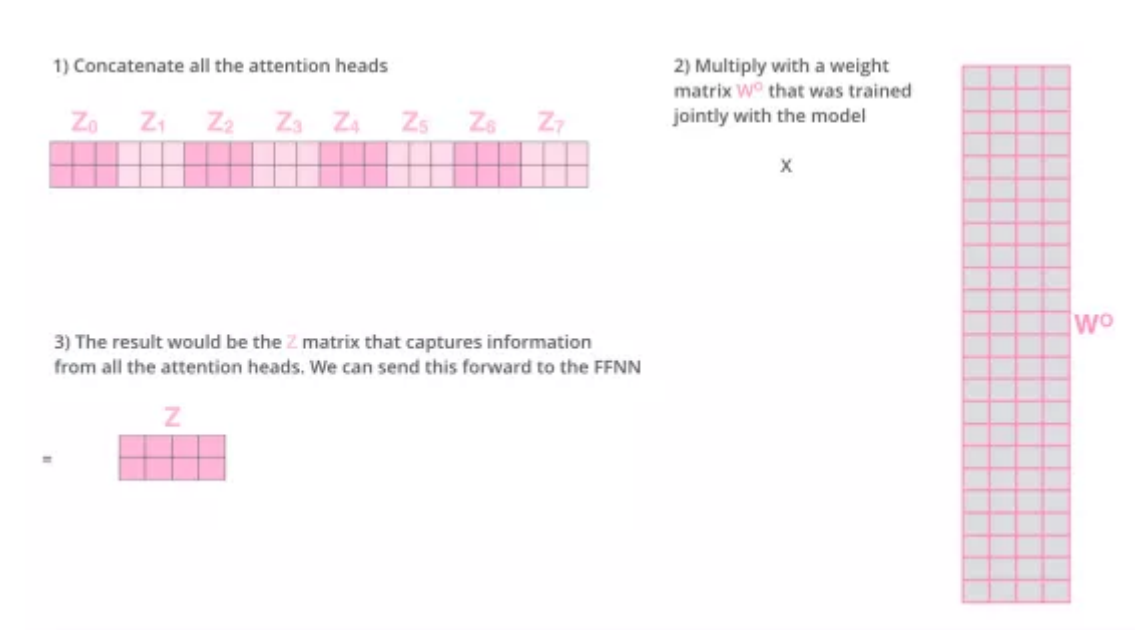 1) Concatenate all the attention heads
Z₀ Z₁ Z₂ Z₃ Z₄ Z₅ Z₆ Z₇
2) Multiply with a weight
matrix Wᴼ that was trained
jointly with the model
X
Wᴼ
3) The result would be the Z matrix that captures information
from all the attention heads. We can send this forward to the FFNN
Z
=